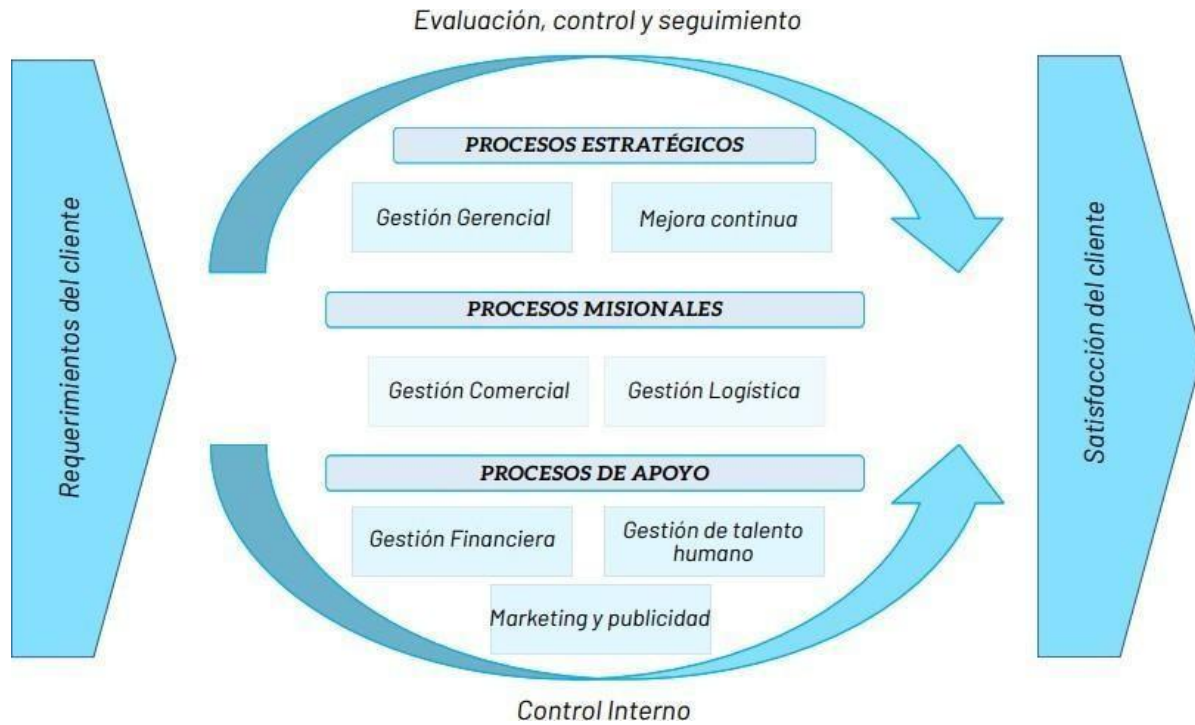 Evaluación, control y seguimiento
Requerimientos del cliente
PROCESOS ESTRATÉGICOS
Gestión Gerencial
Mejora continua
PROCESOS MISIONALES
Gestión Comercial
Gestión Logística
PROCESOS DE APOYO
Gestión Financiera
Gestión de talento
humano
Marketing y publicidad
Satisfacción del cliente
Control Interno